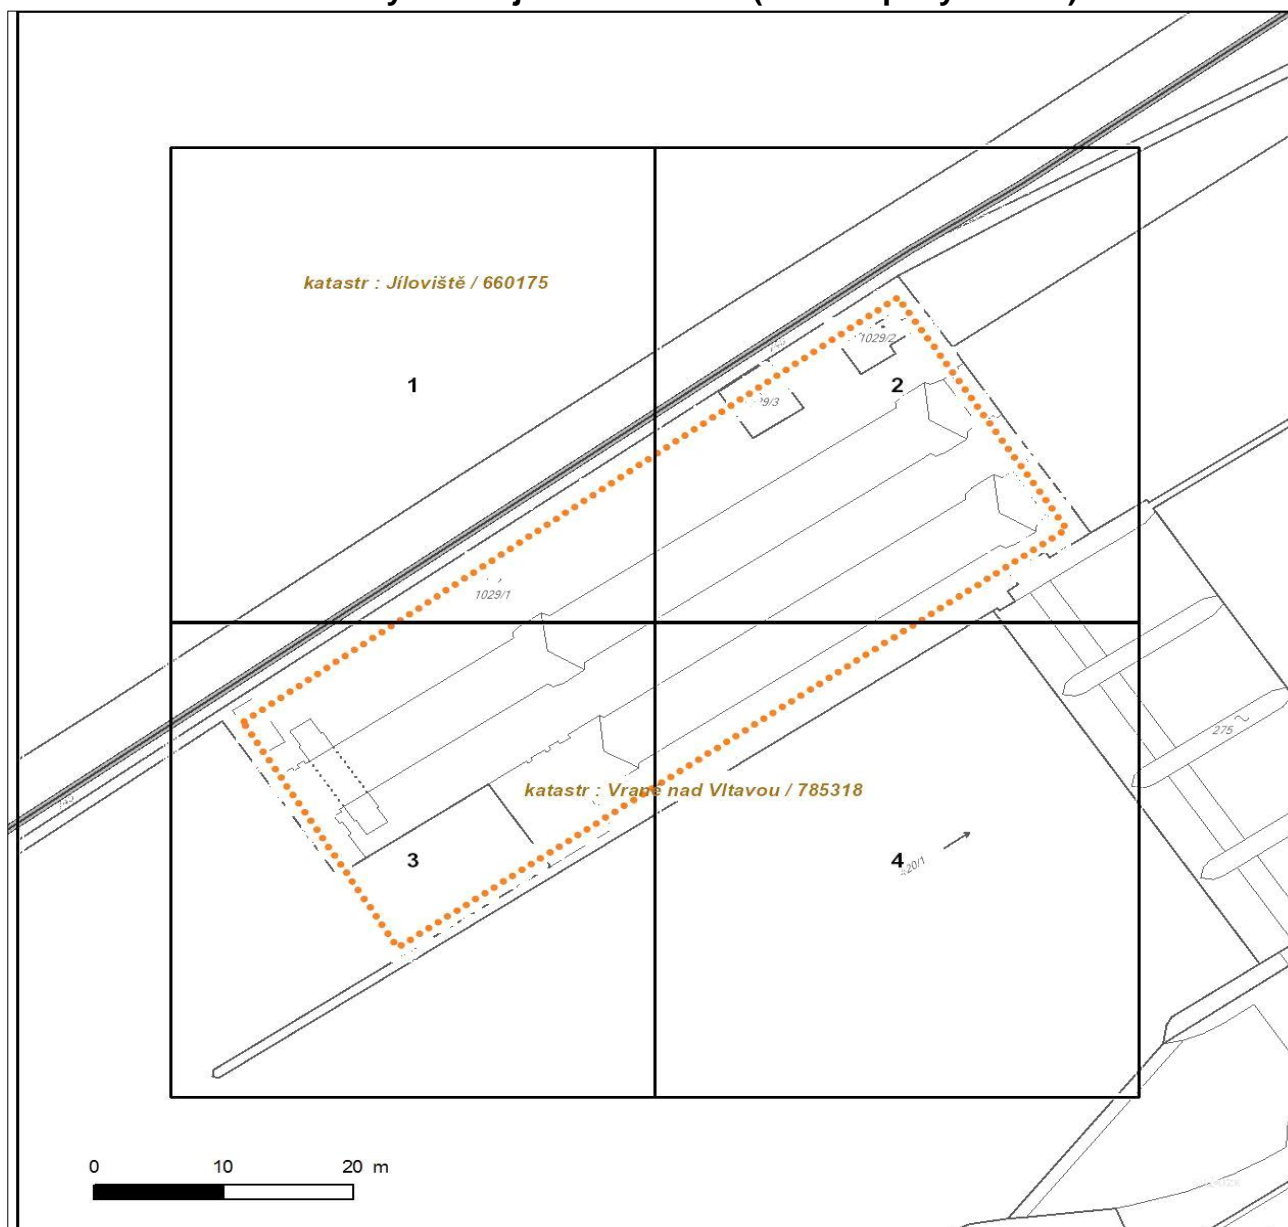 katastr : Jíloviště / 660175
1029/2
1
2
1029/1
275
katastr : Vrané nad Vltavou / 785318
3
4
0 10 20 m